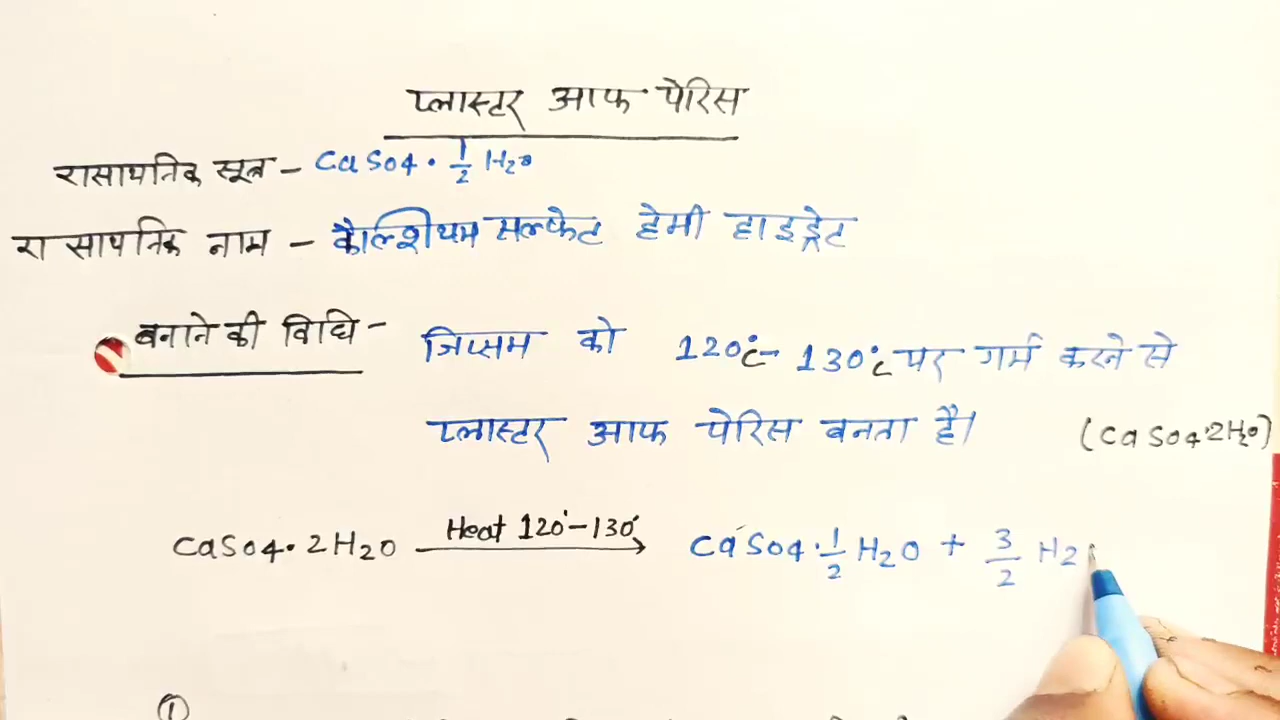 प्लास्टर आफ पेरिस
रासायनिक सूत्र - CaSO4 · 1/2 H2O
रासायनिक नाम - कैल्शियम सल्फेट हेमी हाइड्रेट
बनाने की विधि - जिप्सम को 120°C - 130°C पर गर्म करने से
प्लास्टर आफ पेरिस बनता है। (CaSO4·2H2O)
CaSO4·2H2O Heat 120°-130° → CaSO4·1/2 H2O + 3/2 H2
①